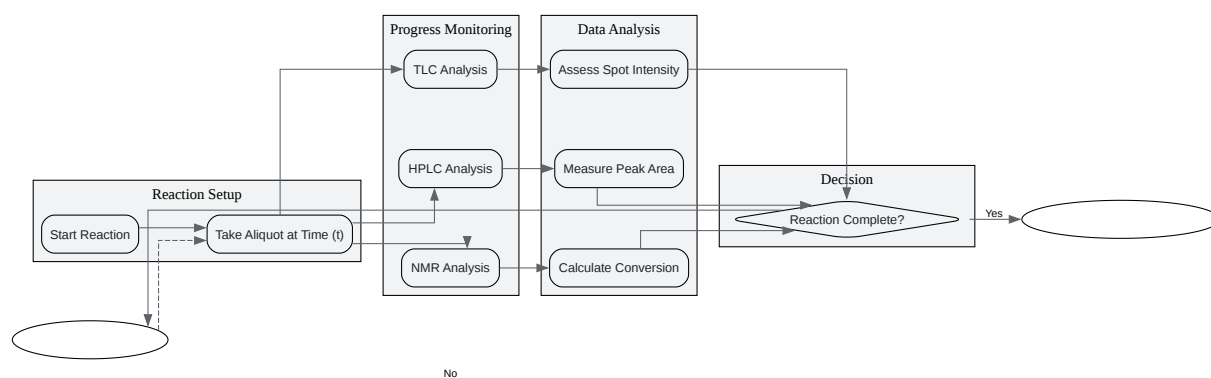 Progress Monitoring
Data Analysis
TLC Analysis
Assess Spot Intensity
HPLC Analysis
Measure Peak Area
Reaction Setup
Decision
Start Reaction
Take Aliquot at Time (t)
Reaction Complete?
Yes
NMR Analysis
Calculate Conversion
No